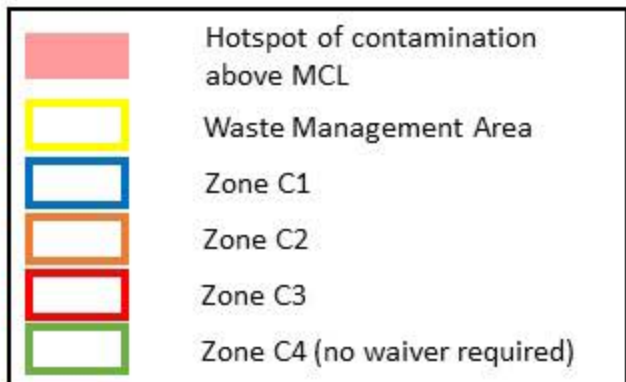 Hotspot of contamination
above MCL
Waste Management Area
Zone C1
Zone C2
Zone C3
Zone C4 (no waiver required)